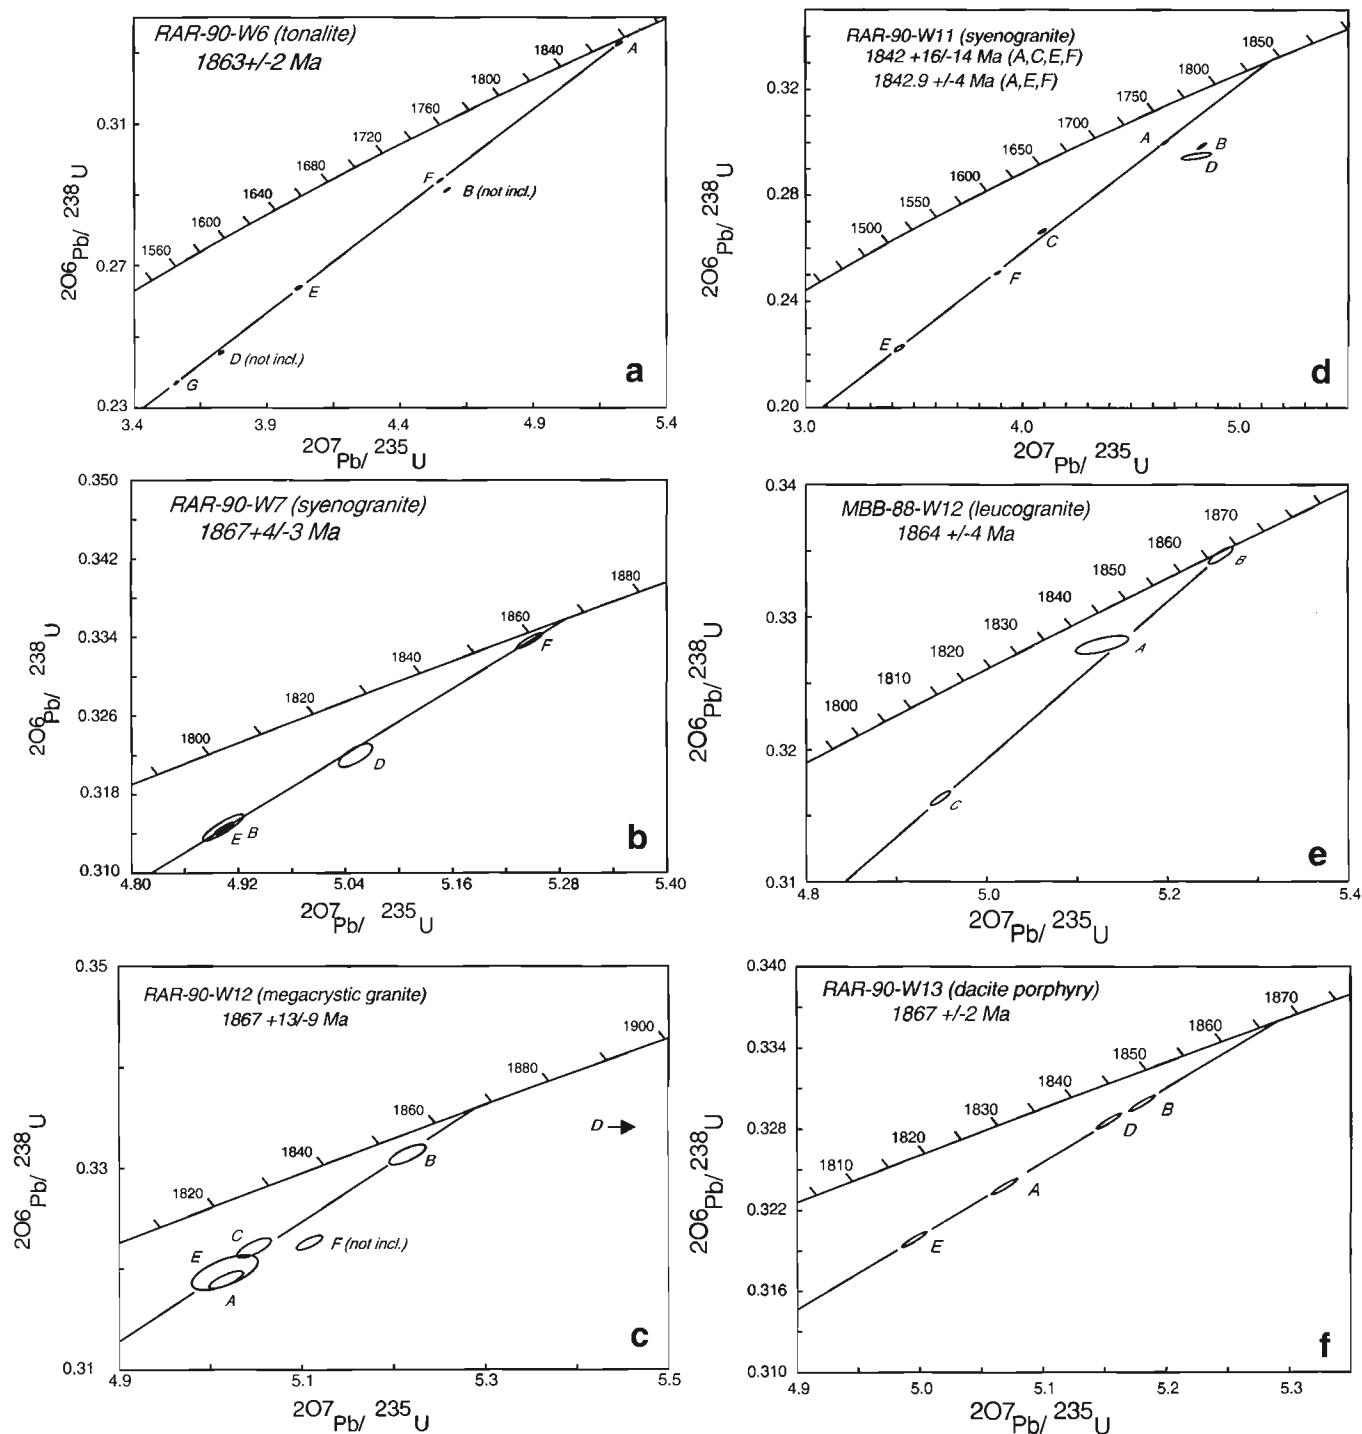 RAR-90-W6 (tonalite)
1863+/-2 Ma
1560
1600
1640
1680
1720
1760
1800
1840
A
F
B (not incl.)
E
D (not incl.)
G
a
0.31
0.27
0.23
3.4
3.9
4.4
4.9
5.4
206Pb/ 238U
207Pb/ 235U
RAR-90-W11 (syenogranite)
1842 +16/-14 Ma (A,C,E,F)
1842.9 +/-4 Ma (A,E,F)
1500
1550
1600
1650
1700
1750
1800
1850
A
B
D
C
F
E
d
0.32
0.28
0.24
0.20
3.0
4.0
5.0
206Pb/ 238U
207Pb/ 235U
RAR-90-W7 (syenogranite)
1867+4/-3 Ma
1800
1820
1840
1860
1880
F
D
E
B
b
0.350
0.342
0.334
0.326
0.318
0.310
4.80
4.92
5.04
5.16
5.28
5.40
206Pb/ 238U
207Pb/ 235U
MBB-88-W12 (leucogranite)
1864 +/-4 Ma
1800
1810
1820
1830
1840
1850
1860
1870
B
A
C
e
0.34
0.33
0.32
0.31
4.8
5.0
5.2
5.4
206Pb/ 238U
207Pb/ 235U
RAR-90-W12 (megacrystic granite)
1867 +13/-9 Ma
1820
1840
1860
1880
1900
D
B
C
F (not incl.)
E
A
c
0.35
0.33
0.31
4.9
5.1
5.3
5.5
206Pb/ 238U
207Pb/ 235U
RAR-90-W13 (dacite porphyry)
1867 +/-2 Ma
1810
1820
1830
1840
1850
1860
1870
B
D
A
E
f
0.340
0.334
0.328
0.322
0.316
0.310
4.9
5.0
5.1
5.2
5.3
206Pb/ 238U
207Pb/ 235U